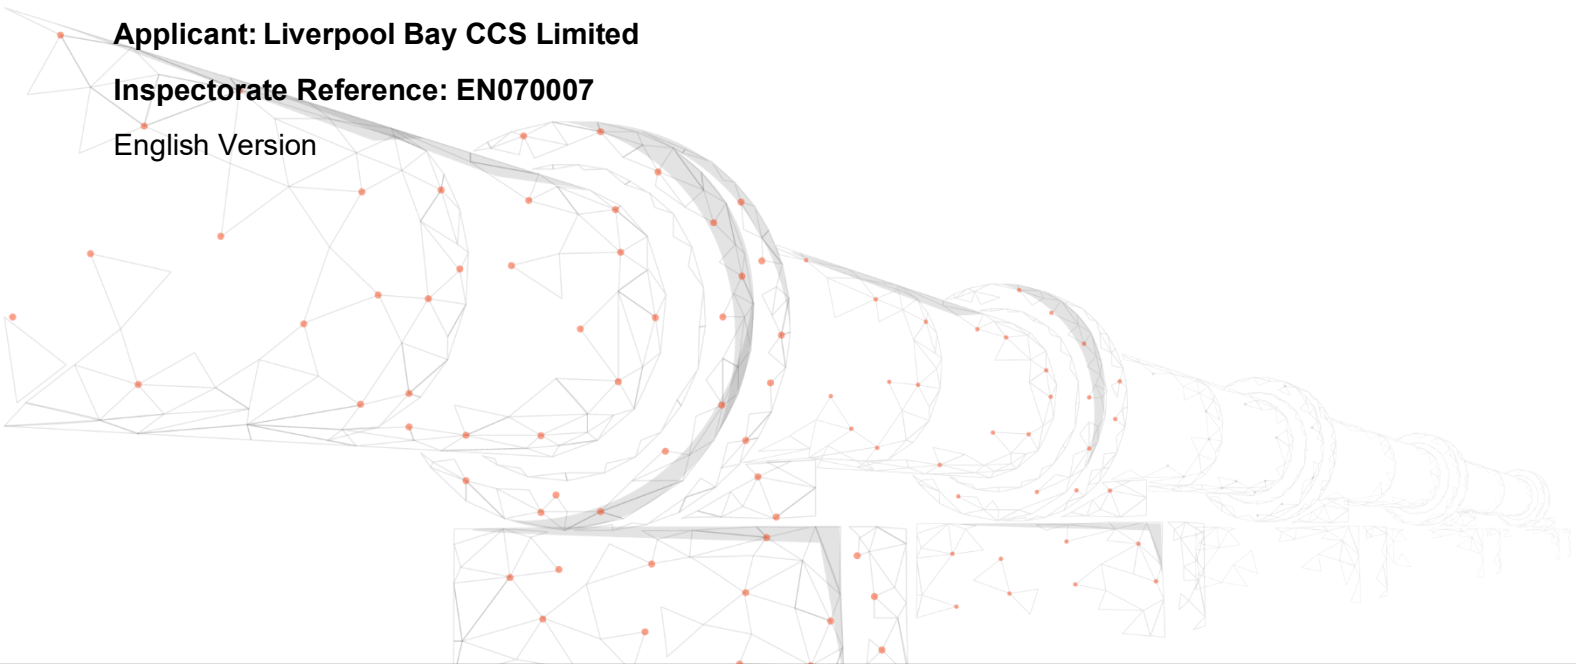 Applicant: Liverpool Bay CCS Limited
Inspectorate Reference: EN070007
English Version